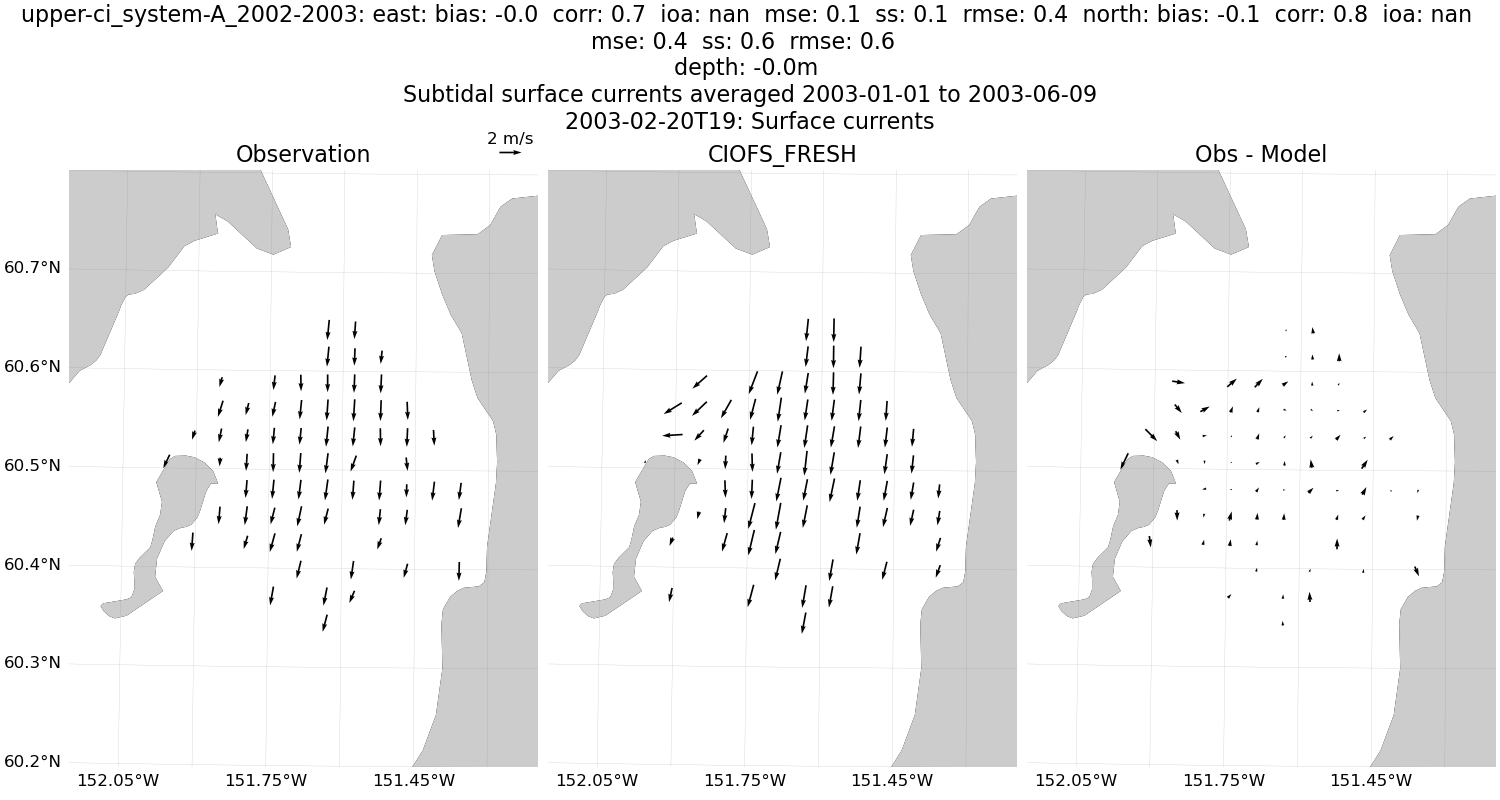 upper-ci_system-A_2002-2003: east: bias: -0.0  corr: 0.7  ioa: nan  mse: 0.1  ss: 0.1  rmse: 0.4  north: bias: -0.1  corr: 0.8  ioa: nan
mse: 0.4  ss: 0.6  rmse: 0.6
depth: -0.0m
Subtidal surface currents averaged 2003-01-01 to 2003-06-09
2003-02-20T19: Surface currents
2 m/s
Observation
CIOFS_FRESH
Obs - Model
60.7°N
60.6°N
60.5°N
60.4°N
60.3°N
60.2°N
152.05°W 151.75°W 151.45°W
152.05°W 151.75°W 151.45°W
152.05°W 151.75°W 151.45°W